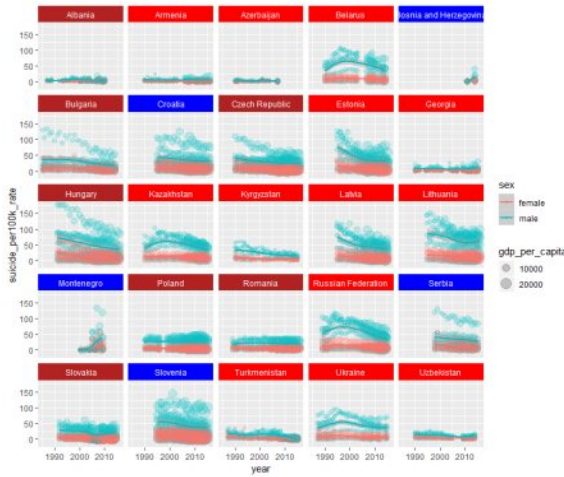 Albania Armenia Azerbaijan Belarus osnia and Herzegovina
150
100
50
0
Bulgaria Croatia Czech Republic Estonia Georgia
150
100
50
0
Hungary Kazakhstan Kyrgyzstan Latvia Lithuania
150
100
50
0
Montenegro Poland Romania Russian Federation Serbia
150
100
50
0
Slovakia Slovenia Turkmenistan Ukraine Uzbekistan
150
100
50
0
1990 2000 2010 1990 2000 2010 1990 2000 2010 1990 2000 2010 1990 2000 2010
year
suicide_per100k_rate
sex
female
male
gdp_per_capita
10000
20000